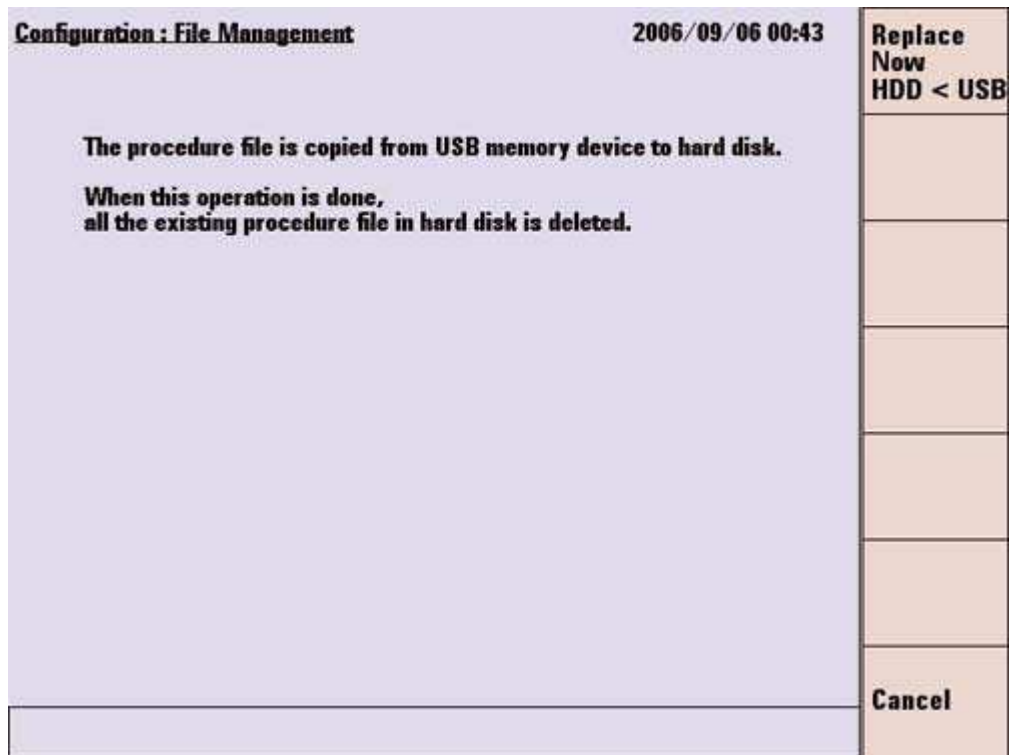 Configuration : File Management
2006/09/06 00:43
The procedure file is copied from USB memory device to hard disk.
When this operation is done,
all the existing procedure file in hard disk is deleted.
Replace
Now
HDD < USB
Cancel